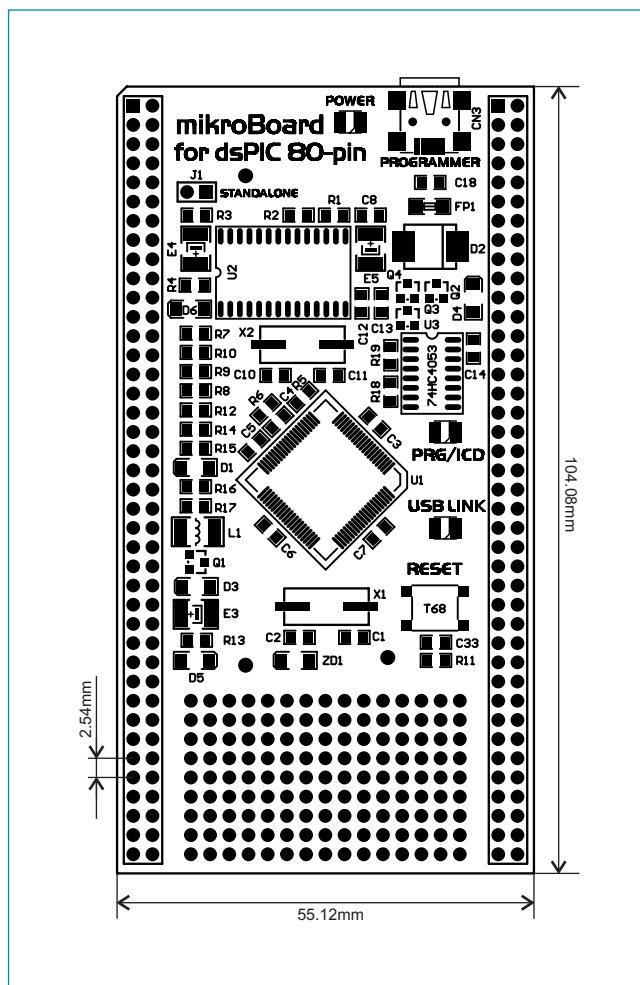 POWER
mikroBoard
for dsPIC 80-pin
CN3
PROGRAMMER
J1
STANDALONE
C18
R3
R2
R1
C8
FP1
E4
U2
E5
D2
R4
Q4
Q3
Q2
D6
C12
C13
U3
D4
R7
X2
R10
R19
74HC4053
C14
R9
C10
C11
R8
R18
R5
R12
R6
C4
R14
C5
C3
R15
PRG/ICD
D1
U1
R16
R17
USB LINK
L1
C6
C7
Q1
RESET
D3
X1
E3
T68
R13
C2
C1
C33
D5
ZD1
R11
104.08mm
2.54mm
55.12mm